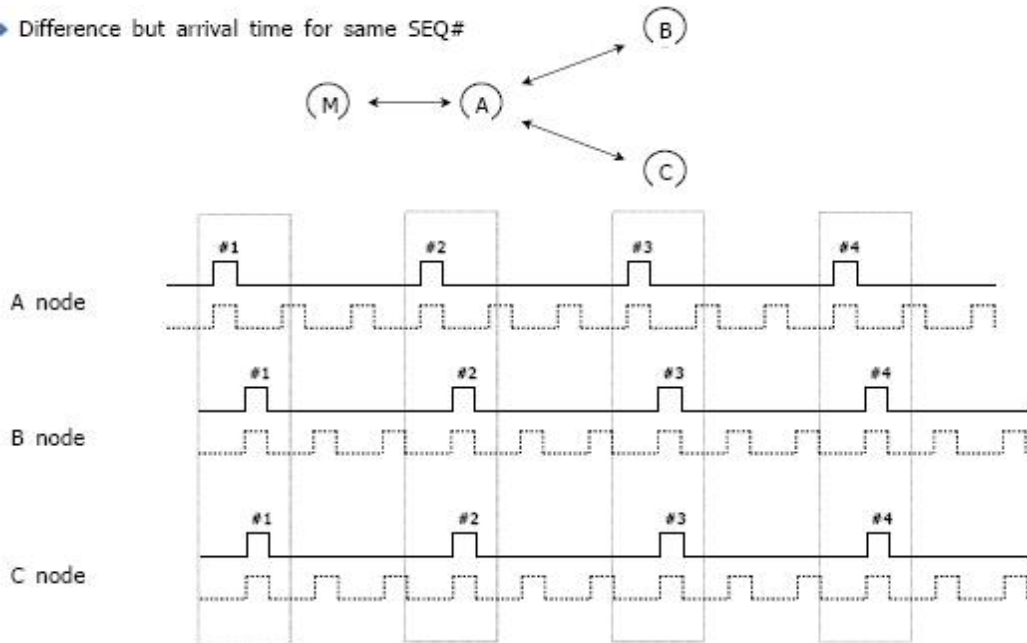 Difference but arrival time for same SEQ#
B
M A
C
#1 #2 #3 #4
A node
#1 #2 #3 #4
B node
#1 #2 #3 #4
C node